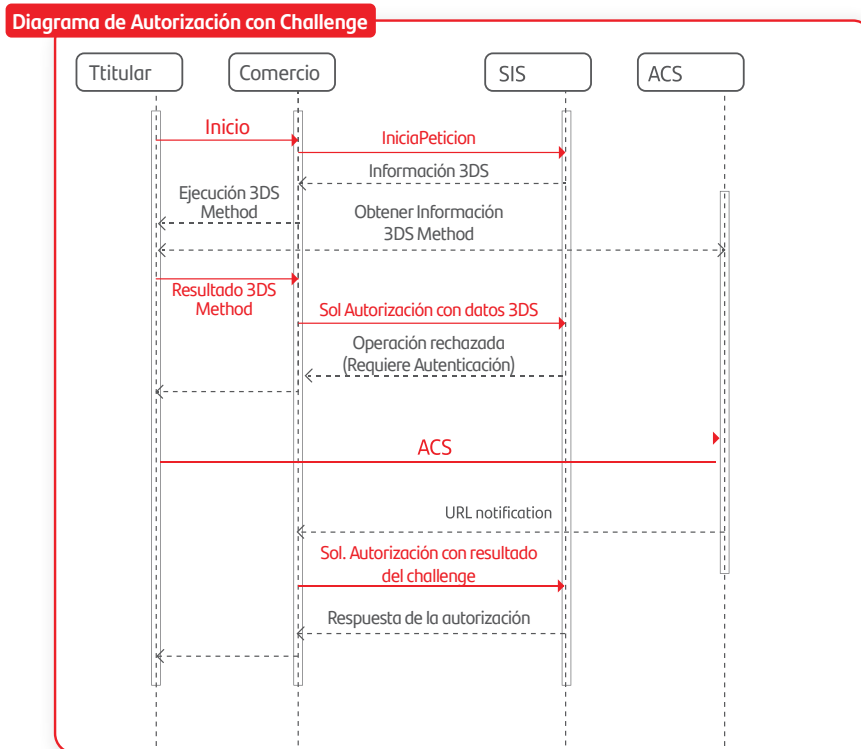 Diagrama de Autorización con Challenge
Ttitular
Comercio
SIS
ACS
Inicio
IniciaPeticion
Información 3DS
Ejecución 3DS
Method
Obtener Información
3DS Method
Resultado 3DS
Method
Sol Autorización con datos 3DS
Operación rechazada
(Requiere Autenticación)
ACS
URL notification
Sol. Autorización con resultado
del challenge
Respuesta de la autorización